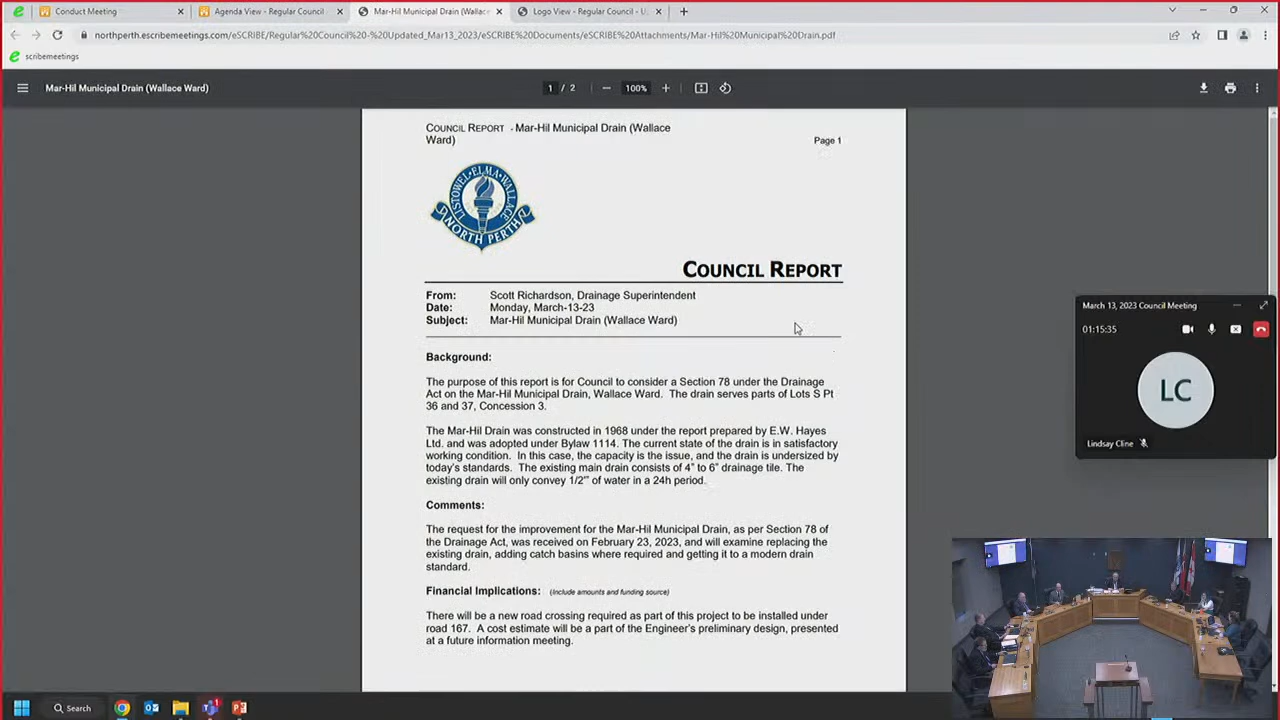 Conduct Meeting
Agenda View - Regular Council
Mar-Hil Municipal Drain (Wallace
Logo View - Regular Council - U
northperth.escribemeetings.com/eSCRIBE/Regular%20Council%20-%20Updated_Mar13_2023/eSCRIBE%20Documents/eSCRIBE%20Attachments/Mar-Hil%20Municipal%20Drain.pdf
scribemeetings
Mar-Hil Municipal Drain (Wallace Ward)
1 / 2
100%
COUNCIL REPORT - Mar-Hil Municipal Drain (Wallace
Ward)
Page 1
LISTOWEL·ELMA·WALLACE
NORTH PERTH
COUNCIL REPORT
From: Scott Richardson, Drainage Superintendent
Date: Monday, March-13-23
Subject: Mar-Hil Municipal Drain (Wallace Ward)
Background:
The purpose of this report is for Council to consider a Section 78 under the Drainage
Act on the Mar-Hil Municipal Drain, Wallace Ward. The drain serves parts of Lots S Pt
36 and 37, Concession 3.
The Mar-Hil Drain was constructed in 1968 under the report prepared by E.W. Hayes
Ltd. and was adopted under Bylaw 1114. The current state of the drain is in satisfactory
working condition. In this case, the capacity is the issue, and the drain is undersized by
today's standards. The existing main drain consists of 4" to 6" drainage tile. The
existing drain will only convey 1/2"" of water in a 24h period.
Comments:
The request for the improvement for the Mar-Hil Municipal Drain, as per Section 78 of
the Drainage Act, was received on February 23, 2023, and will examine replacing the
existing drain, adding catch basins where required and getting it to a modern drain
standard.
Financial Implications: (Include amounts and funding source)
There will be a new road crossing required as part of this project to be installed under
road 167. A cost estimate will be a part of the Engineer's preliminary design, presented
at a future information meeting.
March 13, 2023 Council Meeting
01:15:35
LC
Lindsay Cline
Search